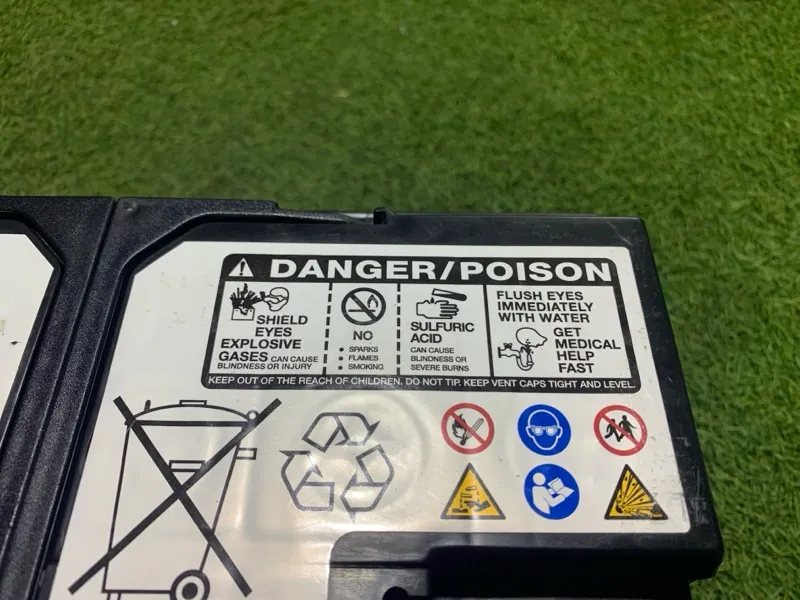 DANGER/POISON
SHIELD
EYES
EXPLOSIVE
GASES CAN CAUSE
BLINDNESS OR INJURY
NO
• SPARKS
• FLAMES
• SMOKING
SULFURIC
ACID
CAN CAUSE
BLINDNESS OR
SEVERE BURNS
FLUSH EYES
IMMEDIATELY
WITH WATER
GET
MEDICAL
HELP
FAST
KEEP OUT OF THE REACH OF CHILDREN. DO NOT TIP. KEEP VENT CAPS TIGHT AND LEVEL.